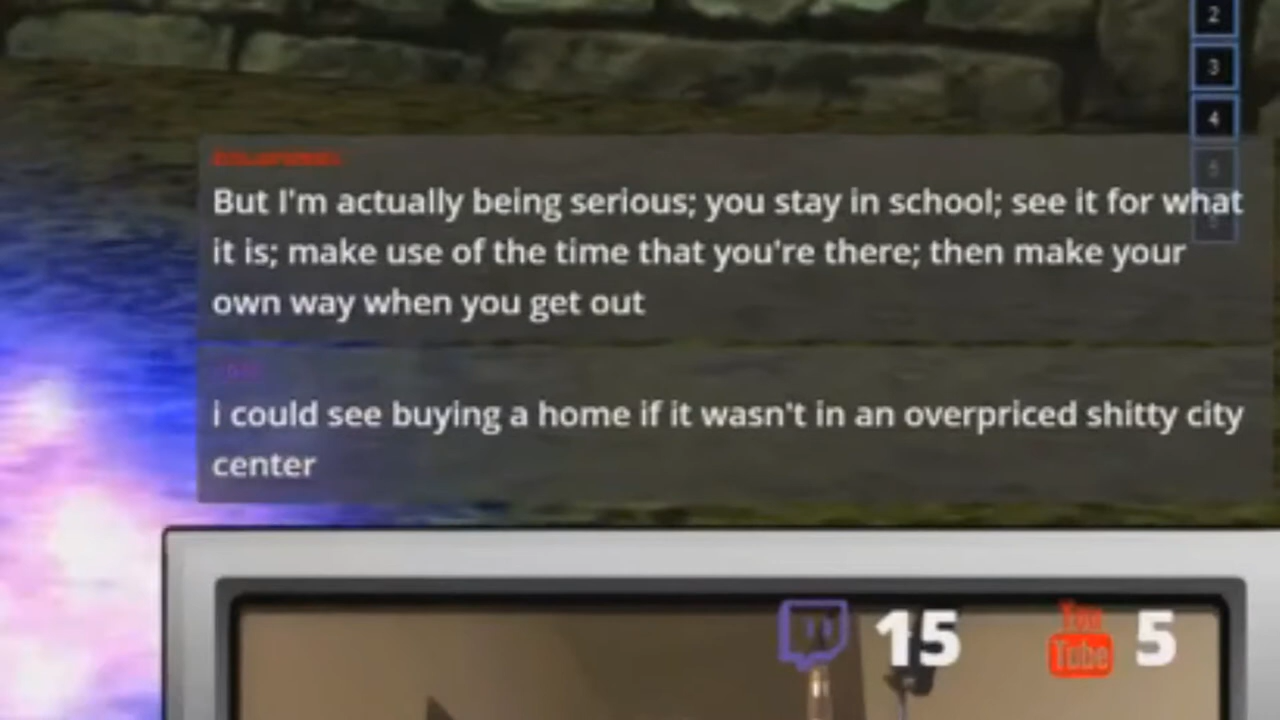 2
3
4
But I'm actually being serious; you stay in school; see it for what
it is; make use of the time that you're there; then make your
own way when you get out
i could see buying a home if it wasn't in an overpriced shitty city
center
15
You
Tube
5